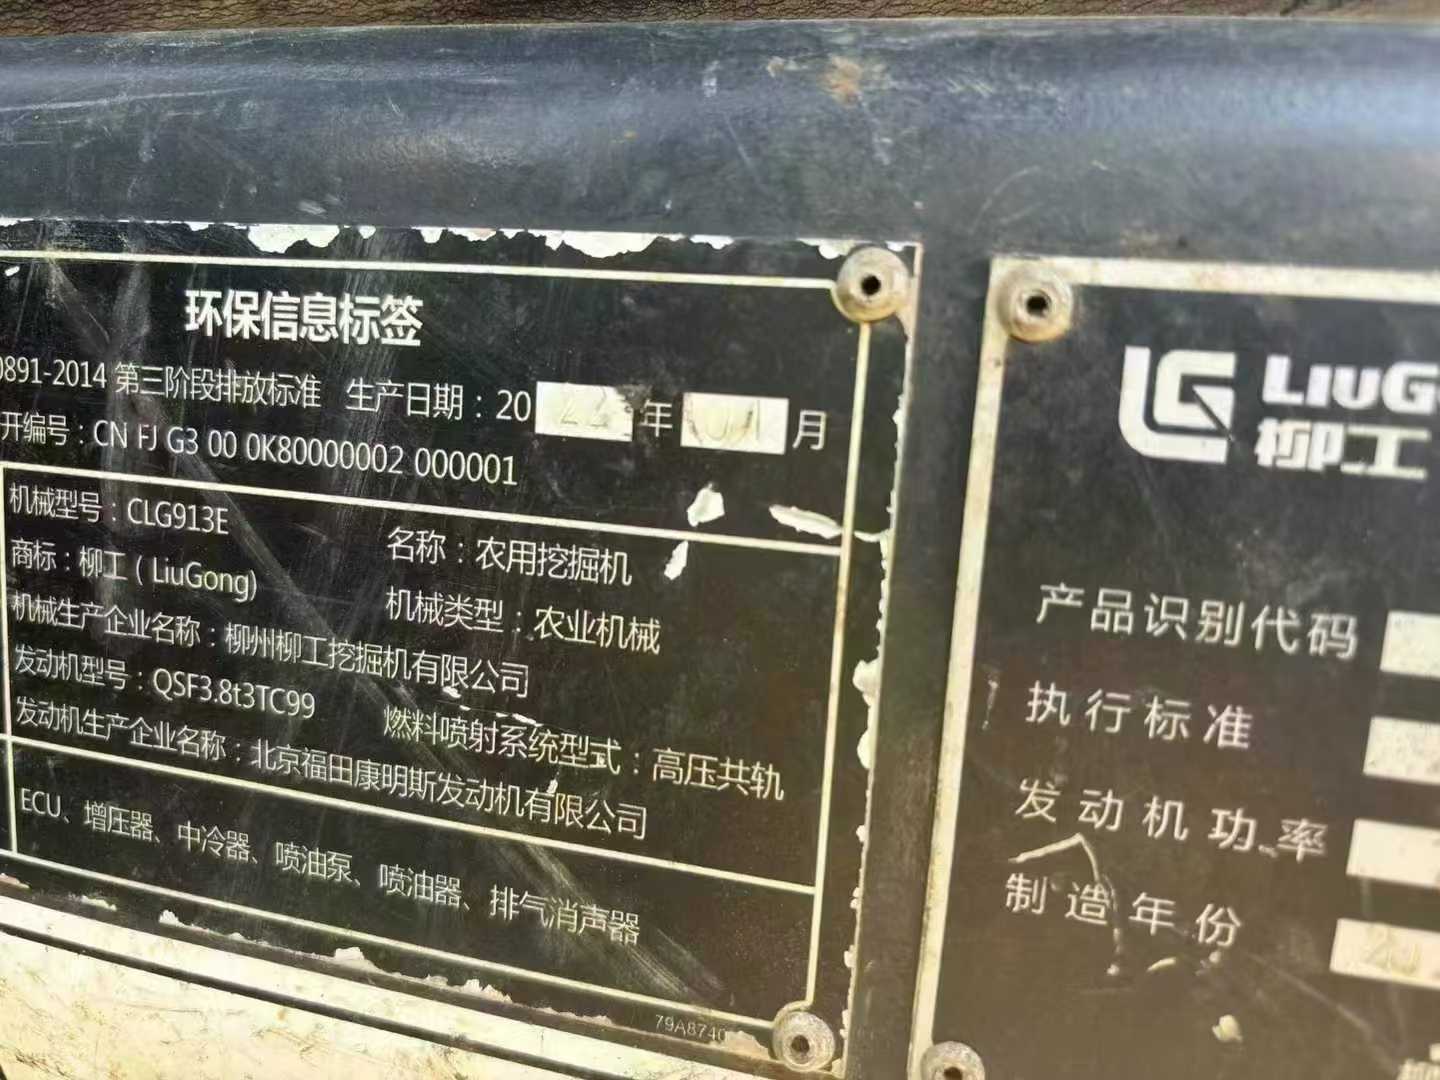 环保信息标签
0891-2014 第三阶段排放标准 生产日期：2022年01月
开编号：CN FJ G3 00 0K80000002 000001
机械型号：CLG913E 名称：农用挖掘机
商标：柳工（LiuGong） 机械类型：农业机械
机械生产企业名称：柳州柳工挖掘机有限公司
发动机型号：QSF3.8t3TC99 燃料喷射系统型式：高压共轨
发动机生产企业名称：北京福田康明斯发动机有限公司
ECU、增压器、中冷器、喷油泵、喷油器、排气消声器
79A8740
LG LiuG
柳工
产品识别代码
执行标准
发动机功率
制造年份 20